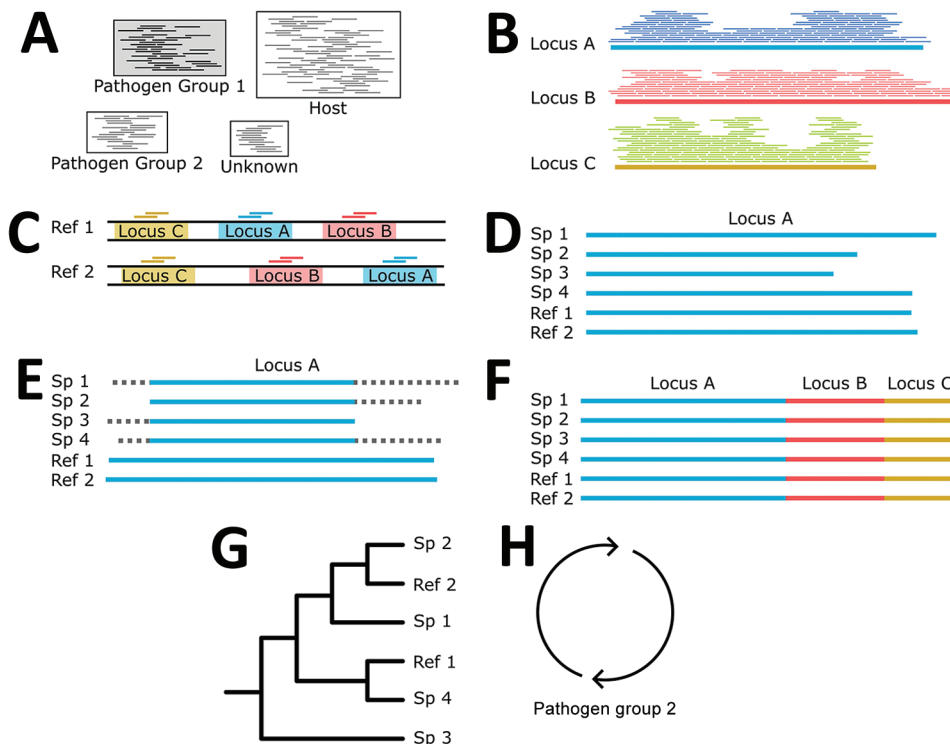 A
Pathogen Group 1
Host
Pathogen Group 2
Unknown
B
Locus A
Locus B
Locus C
C
Ref 1
Locus C
Locus A
Locus B
Ref 2
Locus C
Locus B
Locus A
D
Locus A
Sp 1
Sp 2
Sp 3
Sp 4
Ref 1
Ref 2
E
Locus A
Sp 1
Sp 2
Sp 3
Sp 4
Ref 1
Ref 2
F
Locus A
Locus B
Locus C
Sp 1
Sp 2
Sp 3
Sp 4
Ref 1
Ref 2
G
Sp 2
Ref 2
Sp 1
Ref 1
Sp 4
Sp 3
H
Pathogen group 2